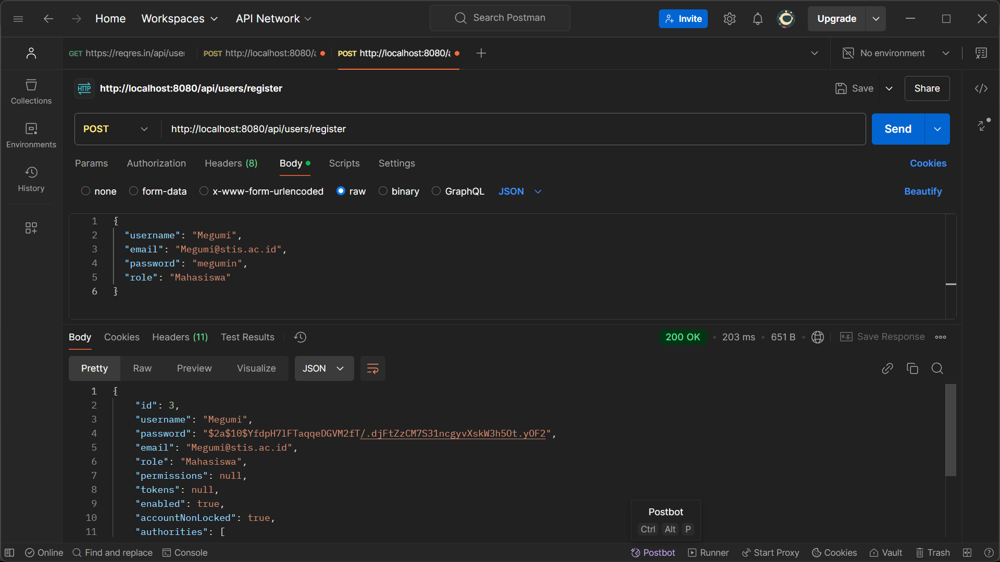 Home Workspaces API Network Search Postman Invite Upgrade
GET https://reqres.in/api/use POST http://localhost:8080/ POST http://localhost:8080/ No environment
HTTP http://localhost:8080/api/users/register Save Share
Collections
POST http://localhost:8080/api/users/register Send
Environments
Params Authorization Headers (8) Body Scripts Settings Cookies
History
none form-data x-www-form-urlencoded raw binary GraphQL JSON Beautify
1 {
2 "username": "Megumi",
3 "email": "Megumi@stis.ac.id",
4 "password": "megumin",
5 "role": "Mahasiswa"
6 }
Body Cookies Headers (11) Test Results 200 OK • 203 ms • 651 B • e.g. Save Response
Pretty Raw Preview Visualize JSON
1 {
2 "id": 3,
3 "username": "Megumi",
4 "password": "$2a$10$YfdpH7lFTaqqeDGVM2fT/.djFtZzCM7S31ncgyvXskW3h5Ot.yOF2",
5 "email": "Megumi@stis.ac.id",
6 "role": "Mahasiswa",
7 "permissions": null,
8 "tokens": null,
9 "enabled": true,
10 "accountNonLocked": true,
11 "authorities": [
Postbot
Ctrl Alt P
Online Find and replace Console Postbot Runner Start Proxy Cookies Vault Trash